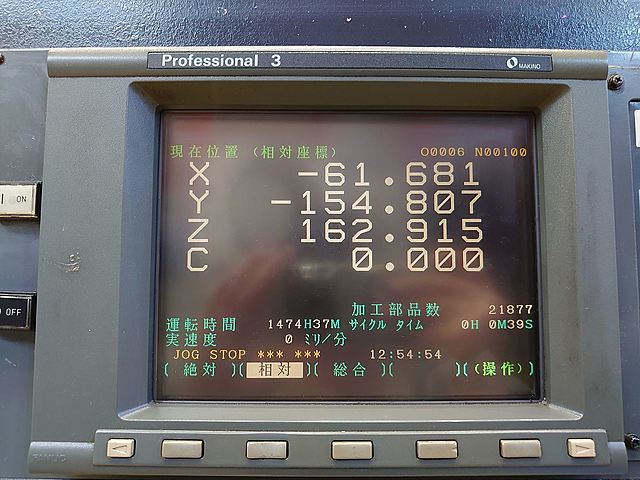 Professional 3
MAKINO
現在位置（相対座標） O0006 N00100
X -61.681
Y -154.807
Z 162.915
C 0.000
加工部品数 21877
運転時間 1474H37M サイクル タイム 0H 0M39S
実速度 0 ミリ/分
JOG STOP *** *** 12:54:54
( 絶対 )( 相対 )( 総合 )( )((操作))
ON
OFF
FANUC